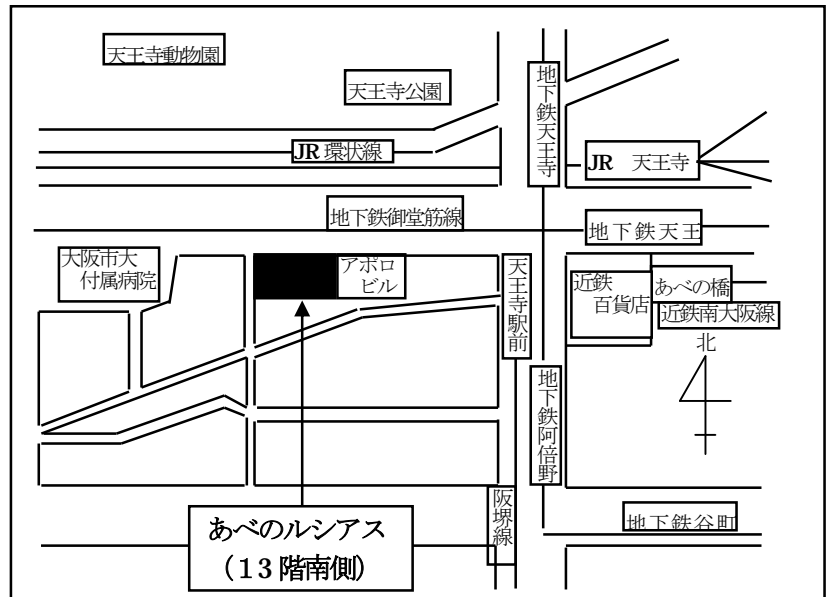 天王寺動物園
天王寺公園
地下鉄天王寺
JR 環状線
JR 天王寺
地下鉄御堂筋線
地下鉄天王
大阪市大
付属病院
アポロ
ビル
天王寺駅前
近鉄
百貨店
あべの橋
近鉄南大阪線
北
地下鉄阿倍野
阪堺線
あべのルシアス
(13階南側)
地下鉄谷町